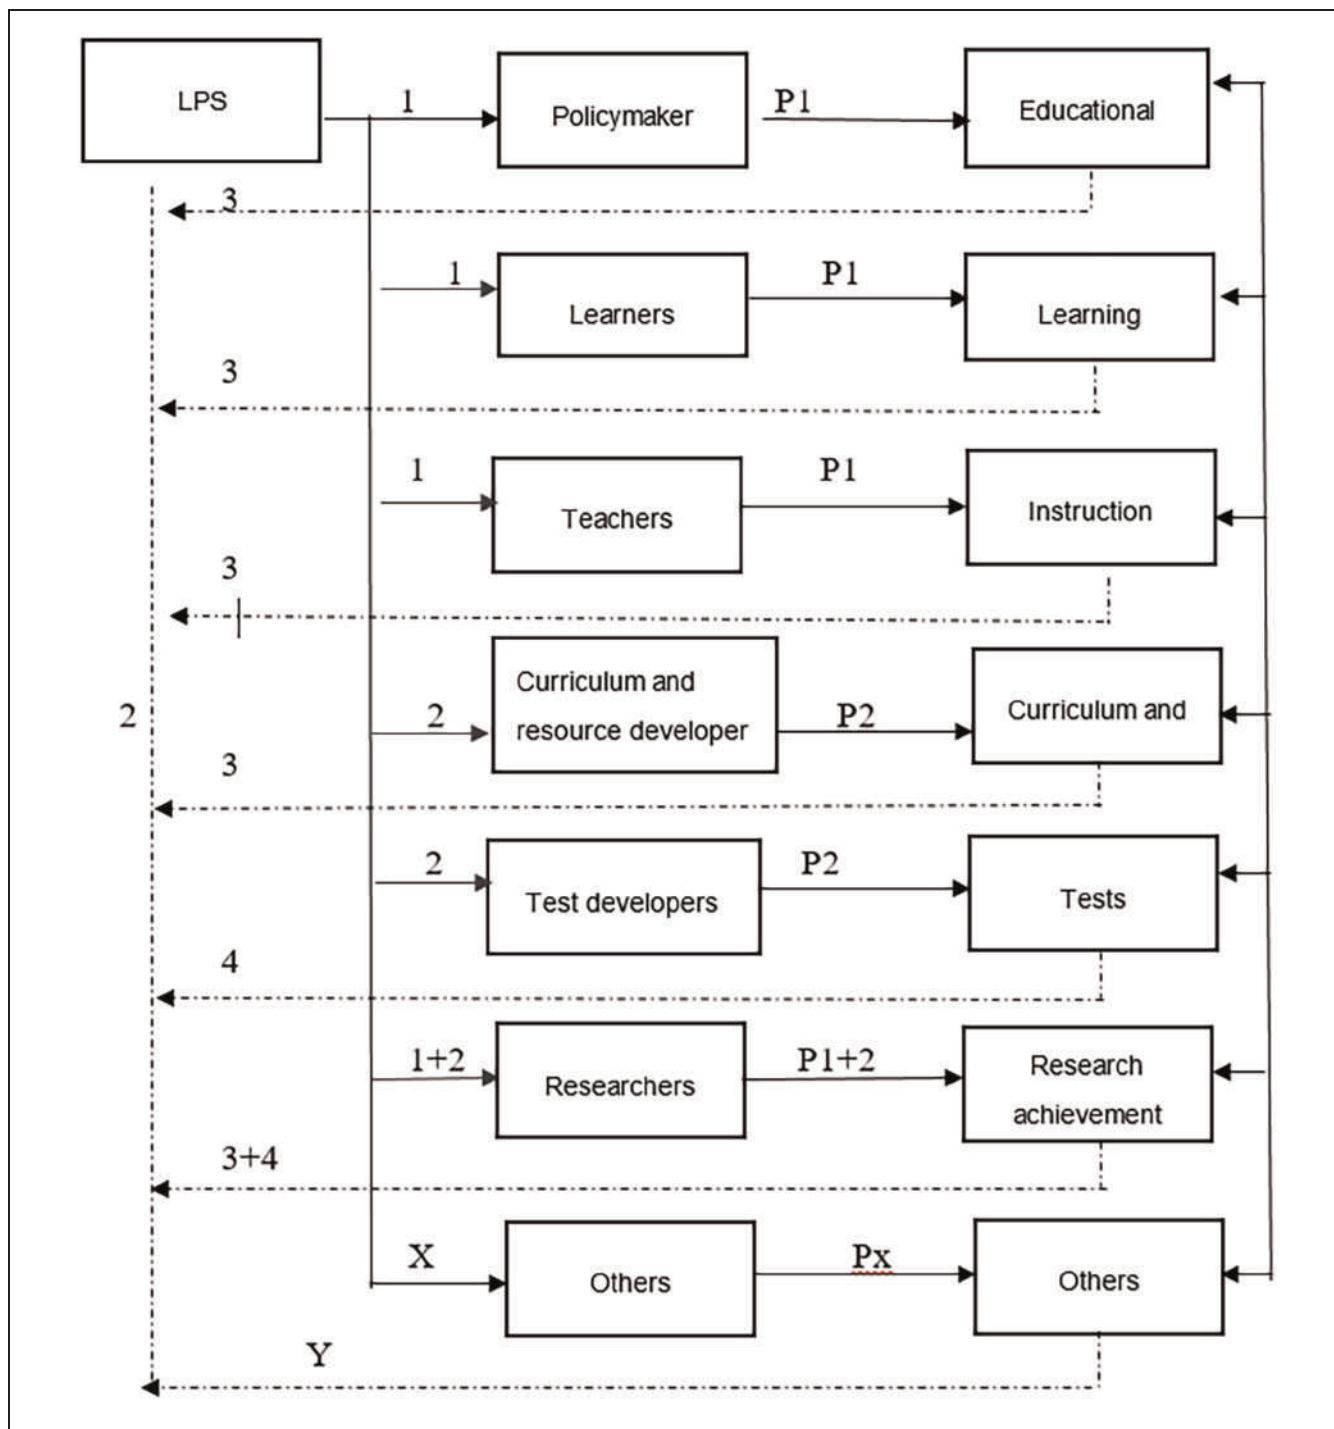 LPS
1
Policymaker
P1
Educational
3
1
Learners
P1
Learning
3
1
Teachers
P1
Instruction
3
2
2
Curriculum and
resource developer
P2
Curriculum and
3
2
Test developers
P2
Tests
4
1+2
Researchers
P1+2
Research
achievement
3+4
X
Others
Px
Others
Y